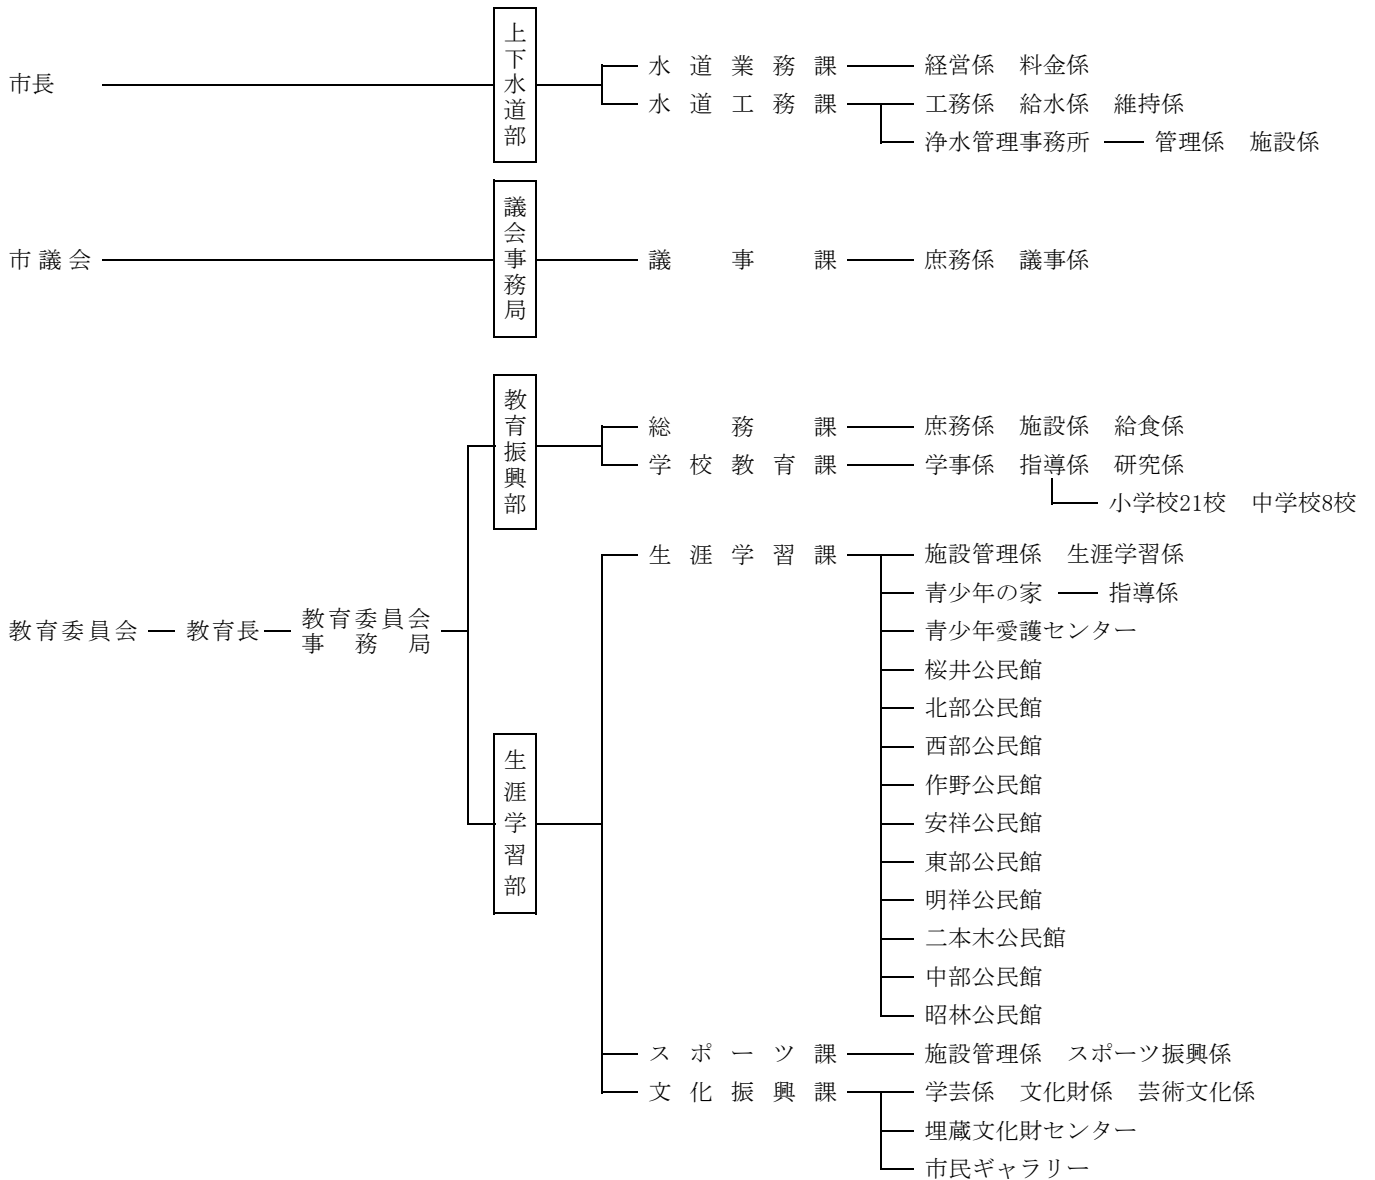 上下水道部
市長
水道業務課 経営係 料金係
水道工務課 工務係 給水係 維持係
浄水管理事務所 管理係 施設係
議会事務局
市議会
議事課 庶務係 議事係
教育振興部
総務課 庶務係 施設係 給食係
学校教育課 学事係 指導係 研究係
小学校21校 中学校8校
教育委員会 教育長 教育委員会
事務局
生涯学習部
生涯学習課 施設管理係 生涯学習係
青少年の家 指導係
青少年愛護センター
桜井公民館
北部公民館
西部公民館
作野公民館
安祥公民館
東部公民館
明祥公民館
二本木公民館
中部公民館
昭林公民館
スポーツ課 施設管理係 スポーツ振興係
文化振興課 学芸係 文化財係 芸術文化係
埋蔵文化財センター
市民ギャラリー